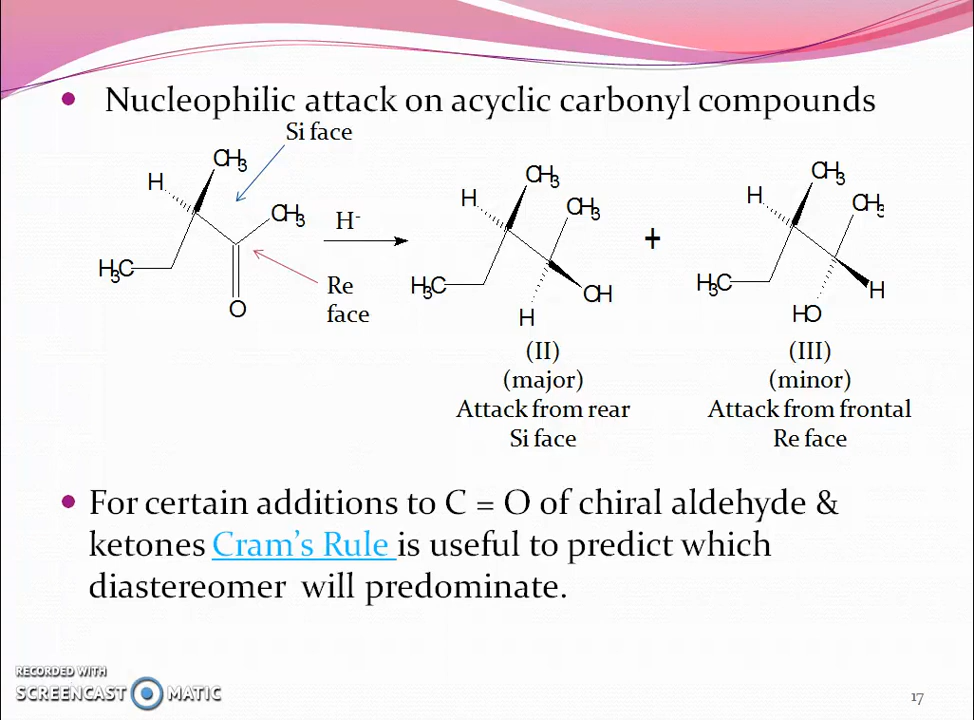 Nucleophilic attack on acyclic carbonyl compounds
Si face
CH3
H
CH3
H3C
O
H-
Re
face
H
CH3
CH3
H3C
OH
H
+
H
CH3
CH3
H3C
H
HO
(II)
(major)
Attack from rear
Si face
(III)
(minor)
Attack from frontal
Re face
For certain additions to C = O of chiral aldehyde &
ketones Cram's Rule is useful to predict which
diastereomer will predominate.
RECORDED WITH
SCREENCAST MATIC
17